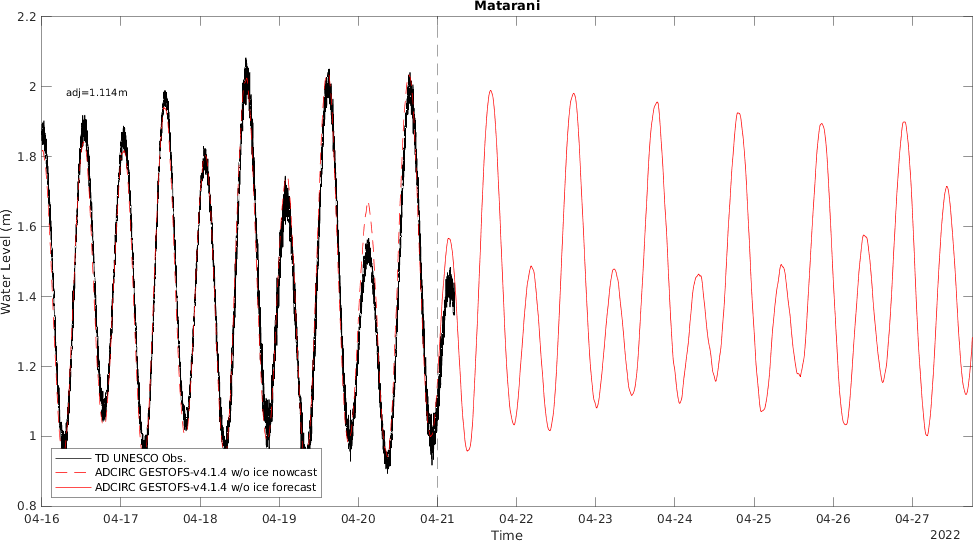 Matarani
2.2
2
1.8
1.6
1.4
1.2
1
0.8
Water Level (m)
adj=1.114m
TD UNESCO Obs.
ADCIRC GESTOFS-v4.1.4 w/o ice nowcast
ADCIRC GESTOFS-v4.1.4 w/o ice forecast
04-16 04-17 04-18 04-19 04-20 04-21 04-22 04-23 04-24 04-25 04-26 04-27
Time
2022